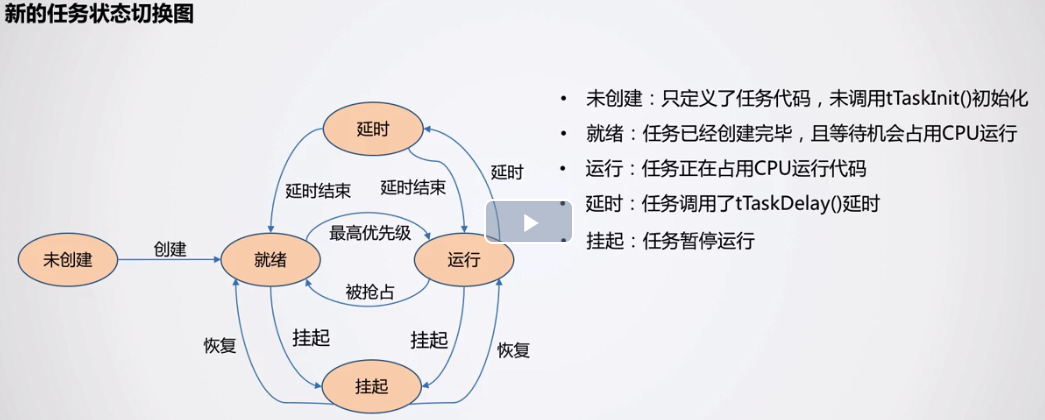 新的任务状态切换图
延时
延时结束
延时结束
延时
未创建
创建
就绪
最高优先级
运行
被抢占
恢复
挂起
挂起
恢复
挂起
• 未创建：只定义了任务代码，未调用tTaskInit()初始化
• 就绪：任务已经创建完毕，且等待机会占用CPU运行
• 运行：任务正在占用CPU运行代码
• 延时：任务调用了tTaskDelay()延时
• 挂起：任务暂停运行